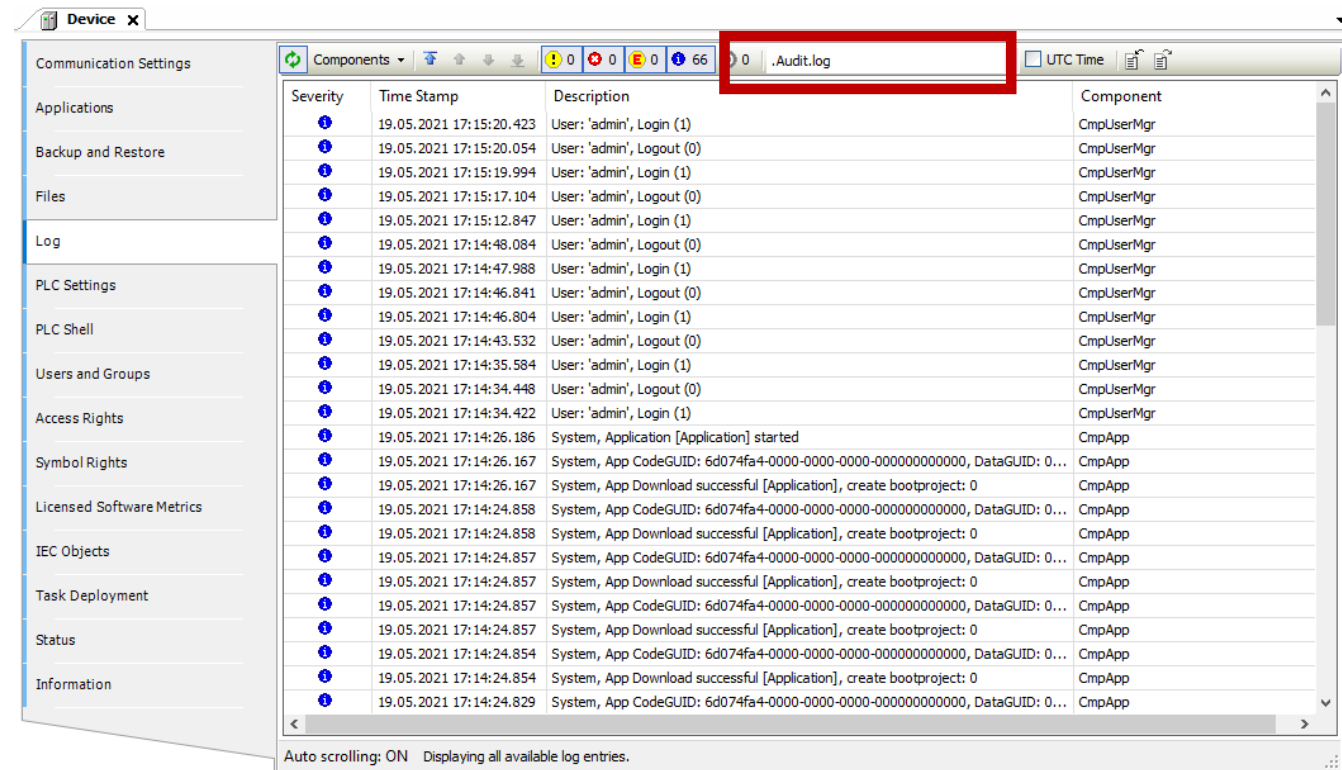 Device X
Communication Settings
Applications
Backup and Restore
Files
Log
PLC Settings
PLC Shell
Users and Groups
Access Rights
Symbol Rights
Licensed Software Metrics
IEC Objects
Task Deployment
Status
Information
Components 0 0 E 0 66 0 .Audit.log UTC Time
Severity Time Stamp Description Component
19.05.2021 17:15:20.423 User: 'admin', Login (1) CmpUserMgr
19.05.2021 17:15:20.054 User: 'admin', Logout (0) CmpUserMgr
19.05.2021 17:15:19.994 User: 'admin', Login (1) CmpUserMgr
19.05.2021 17:15:17.104 User: 'admin', Logout (0) CmpUserMgr
19.05.2021 17:15:12.847 User: 'admin', Login (1) CmpUserMgr
19.05.2021 17:14:48.084 User: 'admin', Logout (0) CmpUserMgr
19.05.2021 17:14:47.988 User: 'admin', Login (1) CmpUserMgr
19.05.2021 17:14:46.841 User: 'admin', Logout (0) CmpUserMgr
19.05.2021 17:14:46.804 User: 'admin', Login (1) CmpUserMgr
19.05.2021 17:14:43.532 User: 'admin', Logout (0) CmpUserMgr
19.05.2021 17:14:35.584 User: 'admin', Login (1) CmpUserMgr
19.05.2021 17:14:34.448 User: 'admin', Logout (0) CmpUserMgr
19.05.2021 17:14:34.422 User: 'admin', Login (1) CmpUserMgr
19.05.2021 17:14:26.186 System, Application [Application] started CmpApp
19.05.2021 17:14:26.167 System, App CodeGUID: 6d074fa4-0000-0000-0000-000000000000, DataGUID: 0... CmpApp
19.05.2021 17:14:26.167 System, App Download successful [Application], create bootproject: 0 CmpApp
19.05.2021 17:14:24.858 System, App CodeGUID: 6d074fa4-0000-0000-0000-000000000000, DataGUID: 0... CmpApp
19.05.2021 17:14:24.858 System, App Download successful [Application], create bootproject: 0 CmpApp
19.05.2021 17:14:24.857 System, App CodeGUID: 6d074fa4-0000-0000-0000-000000000000, DataGUID: 0... CmpApp
19.05.2021 17:14:24.857 System, App Download successful [Application], create bootproject: 0 CmpApp
19.05.2021 17:14:24.857 System, App CodeGUID: 6d074fa4-0000-0000-0000-000000000000, DataGUID: 0... CmpApp
19.05.2021 17:14:24.857 System, App Download successful [Application], create bootproject: 0 CmpApp
19.05.2021 17:14:24.854 System, App CodeGUID: 6d074fa4-0000-0000-0000-000000000000, DataGUID: 0... CmpApp
19.05.2021 17:14:24.854 System, App Download successful [Application], create bootproject: 0 CmpApp
19.05.2021 17:14:24.829 System, App CodeGUID: 6d074fa4-0000-0000-0000-000000000000, DataGUID: 0... CmpApp
Auto scrolling: ON Displaying all available log entries.